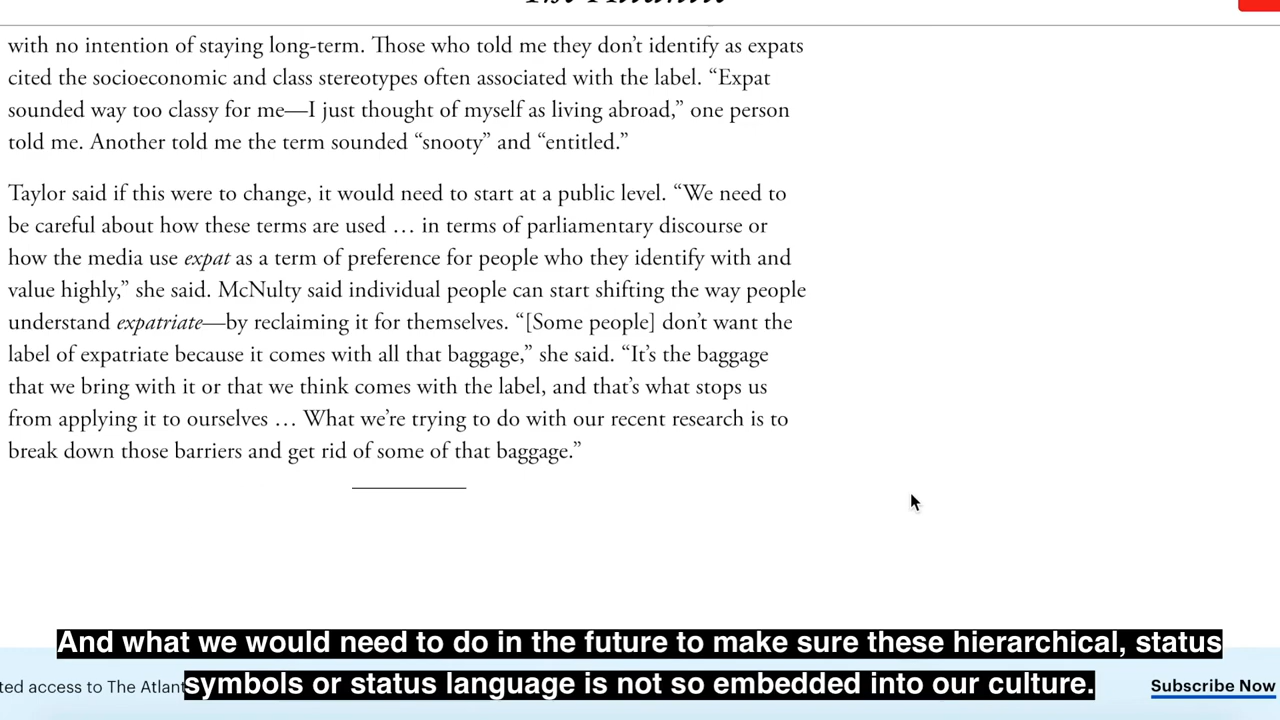 The Atlantic
with no intention of staying long-term. Those who told me they don’t identify as expats
cited the socioeconomic and class stereotypes often associated with the label. “Expat
sounded way too classy for me—I just thought of myself as living abroad,” one person
told me. Another told me the term sounded “snooty” and “entitled.”
Taylor said if this were to change, it would need to start at a public level. “We need to
be careful about how these terms are used … in terms of parliamentary discourse or
how the media use expat as a term of preference for people who they identify with and
value highly,” she said. McNulty said individual people can start shifting the way people
understand expatriate—by reclaiming it for themselves. “[Some people] don’t want the
label of expatriate because it comes with all that baggage,” she said. “It’s the baggage
that we bring with it or that we think comes with the label, and that’s what stops us
from applying it to ourselves … What we’re trying to do with our recent research is to
break down those barriers and get rid of some of that baggage.”
And what we would need to do in the future to make sure these hierarchical, status
symbols or status language is not so embedded into our culture.
ted access to The Atlant
Subscribe Now